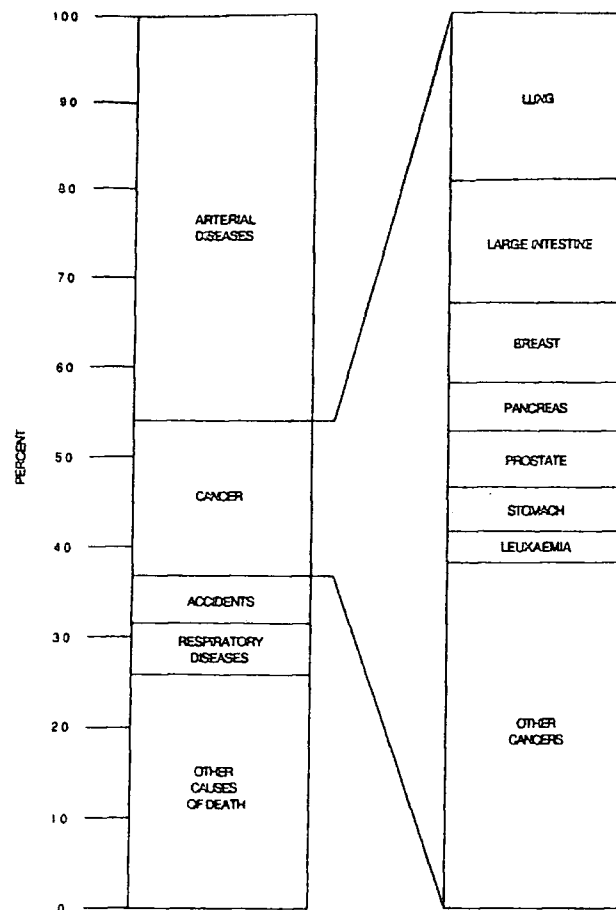 100
90
80
70
60
50
40
30
20
10
0
PERCENT
ARTERIAL
DISEASES
CANCER
ACCIDENTS
RESPIRATORY
DISEASES
OTHER
CAUSES
OF DEATH
LUNG
LARGE INTESTINE
BREAST
PANCREAS
PROSTATE
STOMACH
LEUKAEMIA
OTHER
CANCERS